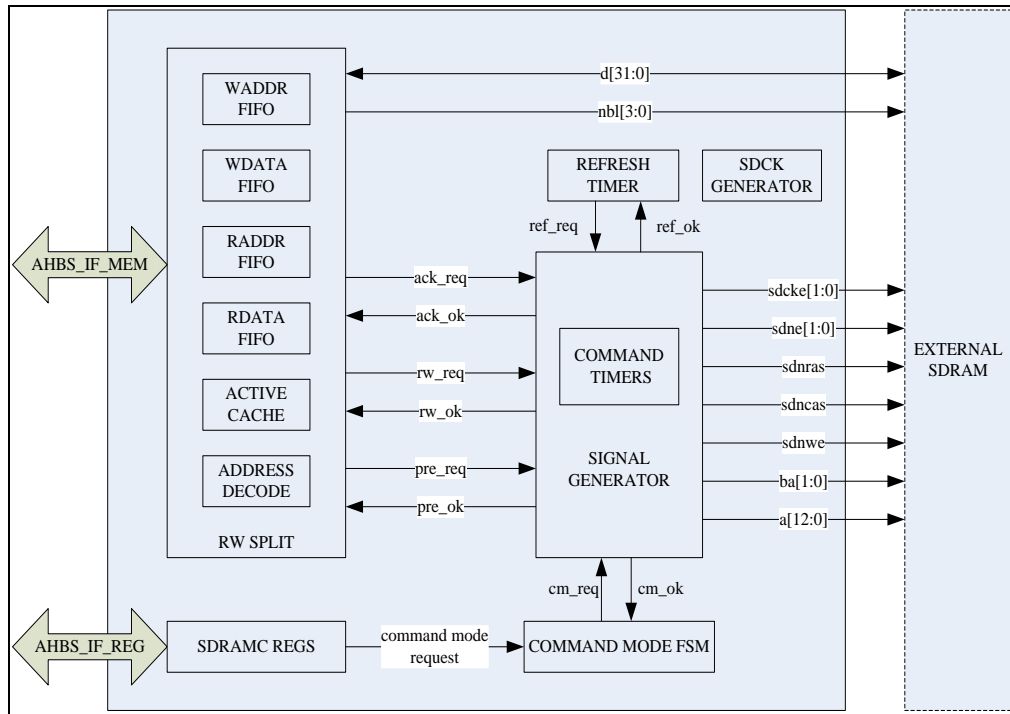 WADDR
FIFO
WDATA
FIFO
RADDR
FIFO
RDATA
FIFO
ACTIVE
CACHE
ADDRESS
DECODE
RW SPLIT
AHBS_IF_MEM
AHBS_IF_REG
SDRAMC REGS
command mode
request
COMMAND MODE FSM
d[31:0]
nbl[3:0]
REFRESH
TIMER
SDCK
GENERATOR
ref_req
ref_ok
ack_req
ack_ok
rw_req
rw_ok
pre_req
pre_ok
COMMAND
TIMERS
SIGNAL
GENERATOR
cm_req
cm_ok
sdcke[1:0]
sdne[1:0]
sdnras
sdncas
sdnwe
ba[1:0]
a[12:0]
EXTERNAL
SDRAM